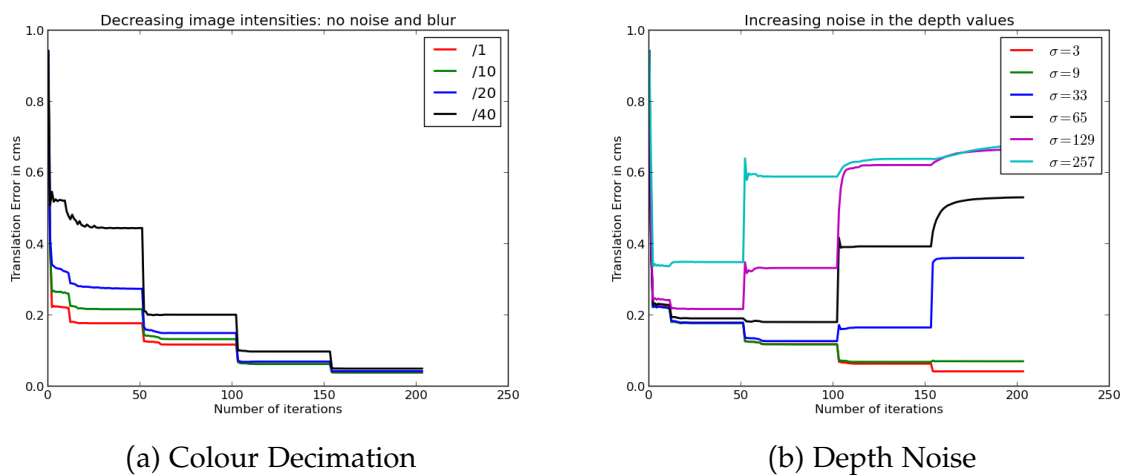 Decreasing image intensities: no noise and blur
Translation Error in cms
1.0
0.8
0.6
0.4
0.2
0.0
0 50 100 150 200 250
Number of iterations
/1
/10
/20
/40
(a) Colour Decimation
Increasing noise in the depth values
Translation Error in cms
1.0
0.8
0.6
0.4
0.2
0.0
0 50 100 150 200 250
Number of iterations
σ=3
σ=9
σ=33
σ=65
σ=129
σ=257
(b) Depth Noise